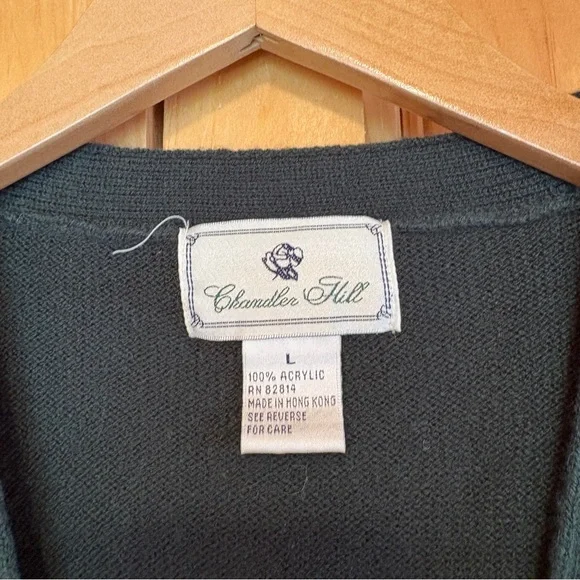 Chandler Hill
L
100% ACRYLIC
RN 82814
MADE IN HONG KONG
SEE REVERSE
FOR CARE